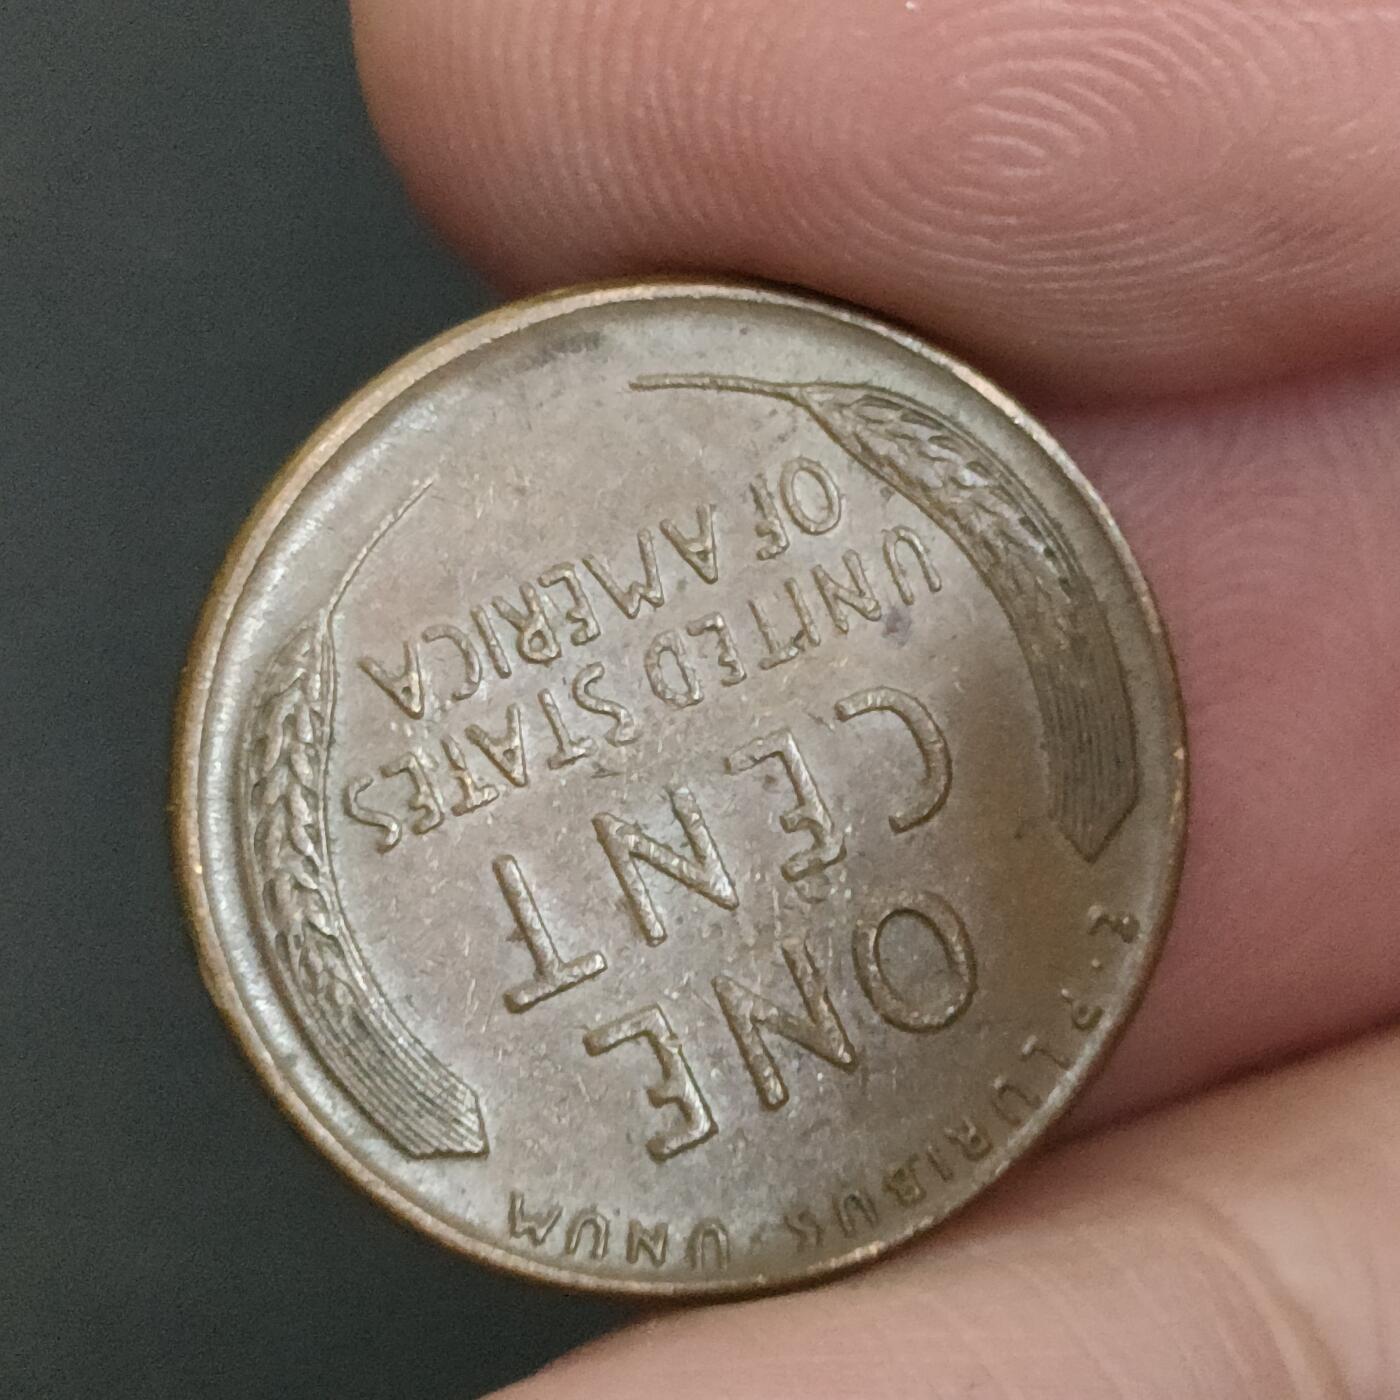 E·PLURIBUS·UNUM
ONE
CENT
UNITED STATES
OF AMERICA